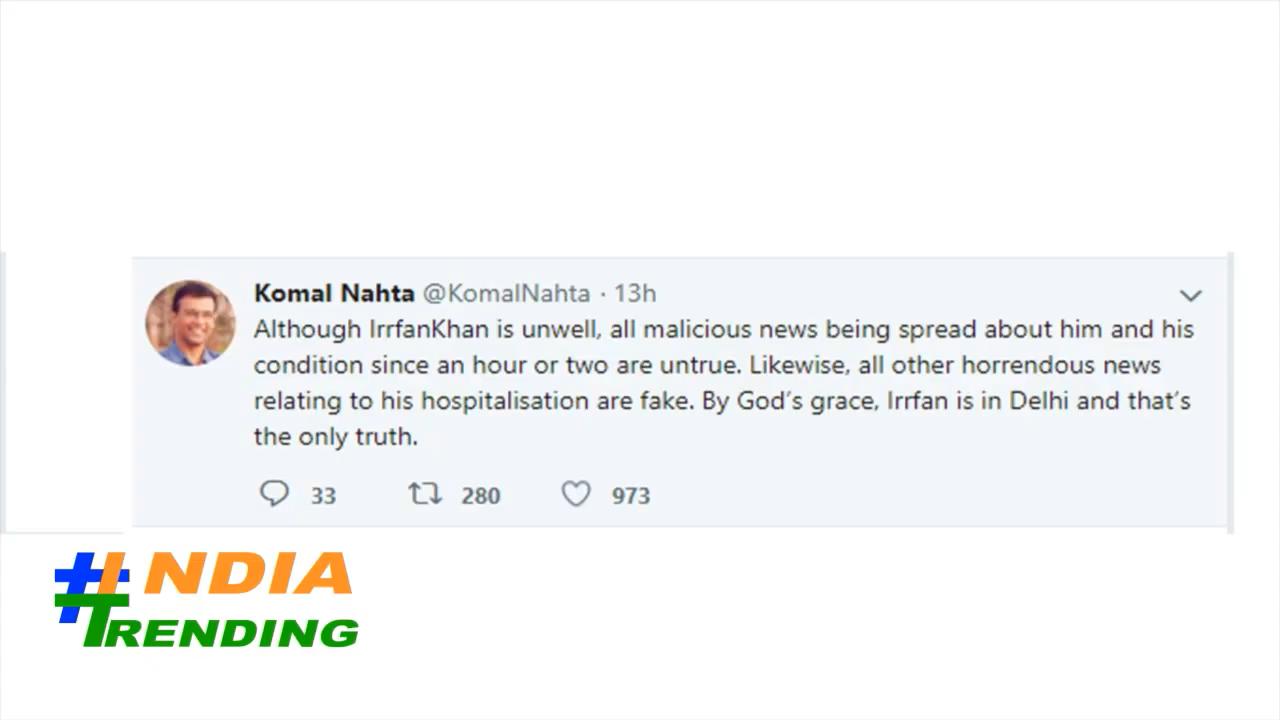 Komal Nahta @KomalNahta · 13h
Although IrrfanKhan is unwell, all malicious news being spread about him and his
condition since an hour or two are untrue. Likewise, all other horrendous news
relating to his hospitalisation are fake. By God's grace, Irrfan is in Delhi and that's
the only truth.
33 280 973
#INDIA
TRENDING